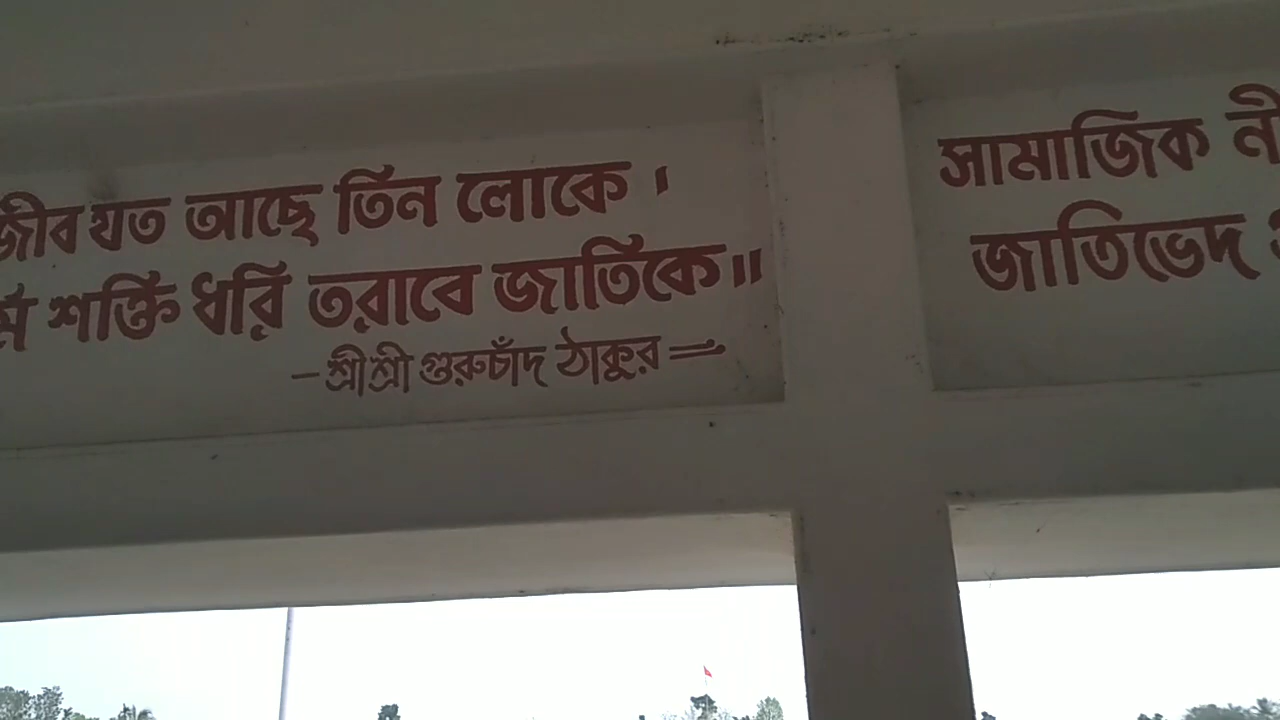 জীব যত আছে তিন লোকে ।
শক্তি ধরি তরাবে জাতিকে॥
– শ্রীশ্রী গুরুচাঁদ ঠাকুর
সামাজিক
জাতিভেদ